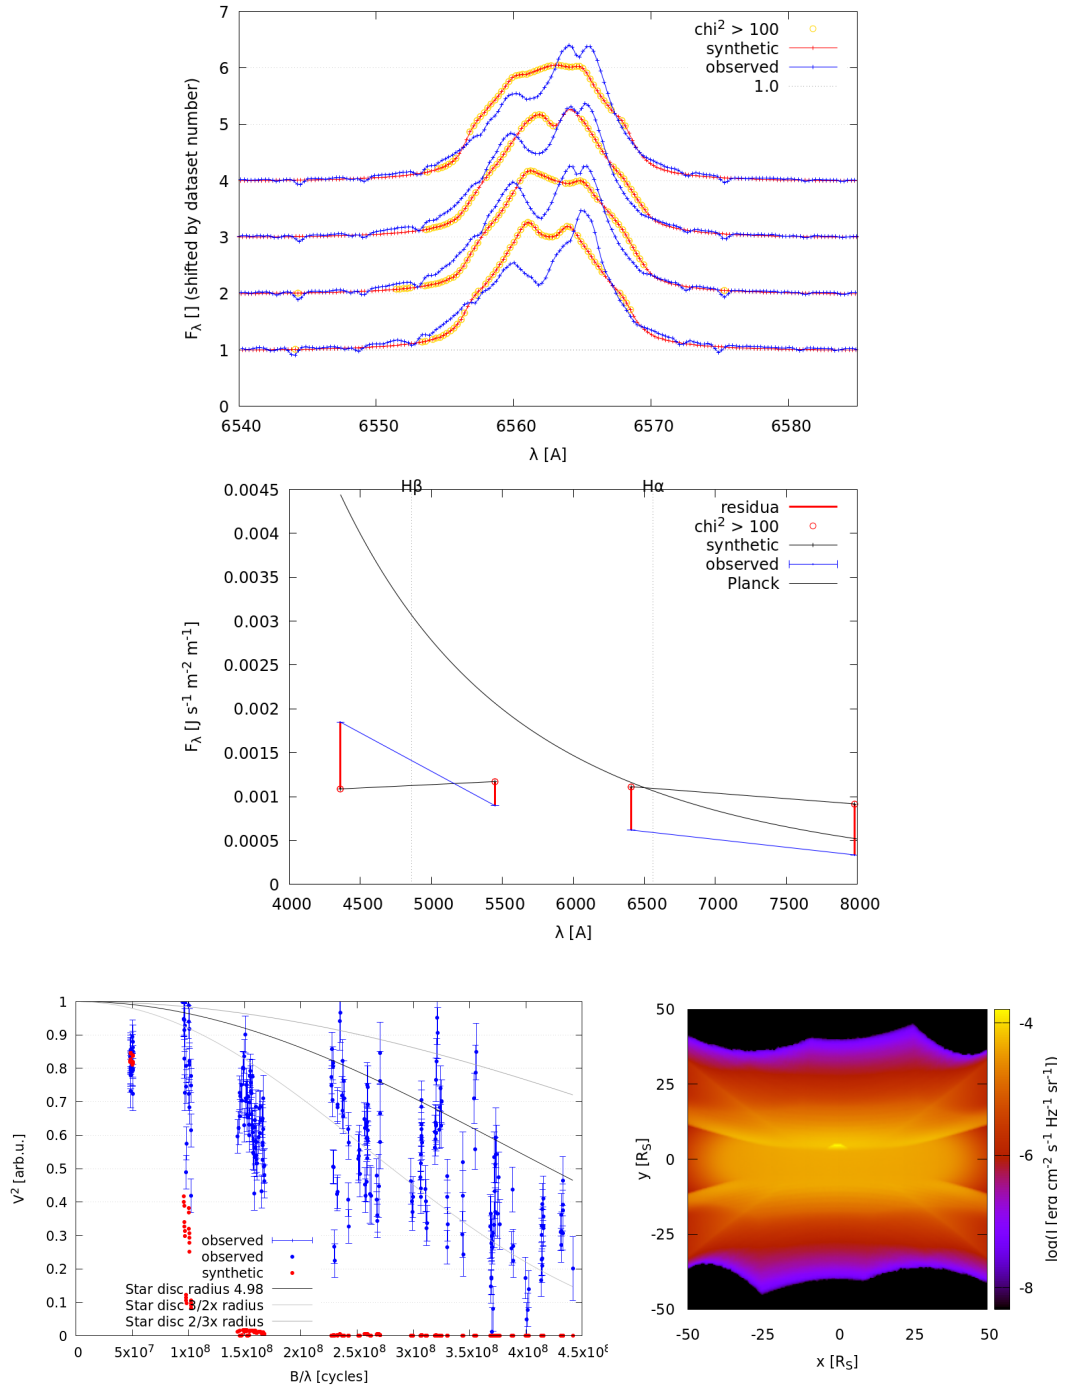 7
6
5
4
3
2
1
0
6540 6550 6560 6570 6580
F_λ [] (shifted by dataset number)
λ [A]
chi² > 100
synthetic
observed
1.0
Hβ Hα
0.0045
0.004
0.0035
0.003
0.0025
0.002
0.0015
0.001
0.0005
0
4000 4500 5000 5500 6000 6500 7000 7500 8000
F_λ [J s⁻¹ m⁻² m⁻¹]
λ [A]
residua
chi² > 100
synthetic
observed
Planck
1
0.9
0.8
0.7
0.6
0.5
0.4
0.3
0.2
0.1
0
0 5x10⁷ 1x10⁸ 1.5x10⁸ 2x10⁸ 2.5x10⁸ 3x10⁸ 3.5x10⁸ 4x10⁸ 4.5x10⁸
V² [arb.u.]
B/λ [cycles]
observed
observed
synthetic
Star disc radius 4.98
Star disc 3/2x radius
Star disc 2/3x radius
50
25
0
-25
-50
-50 -25 0 25 50
y [R_S]
x [R_S]
-4
-6
-8
log(I [erg cm⁻² s⁻¹ Hz⁻¹ sr⁻¹])